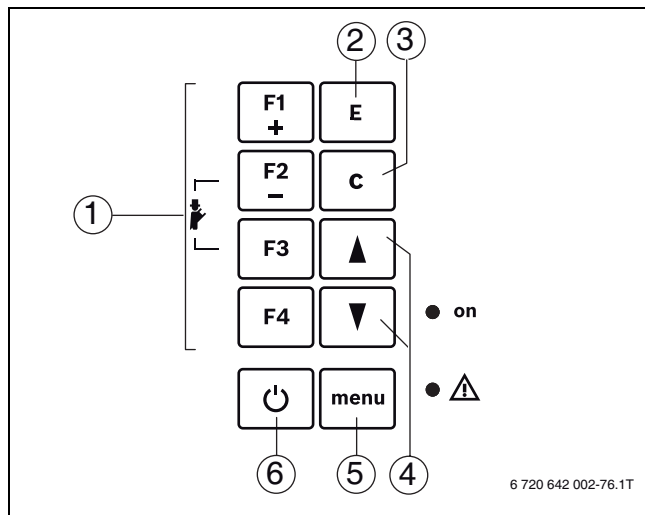 ② ③
F1 E
+
F2 C
–
①
F3 ▲
F4 ▼ on
menu
⑥ ⑤ ④
6 720 642 002-76.1T